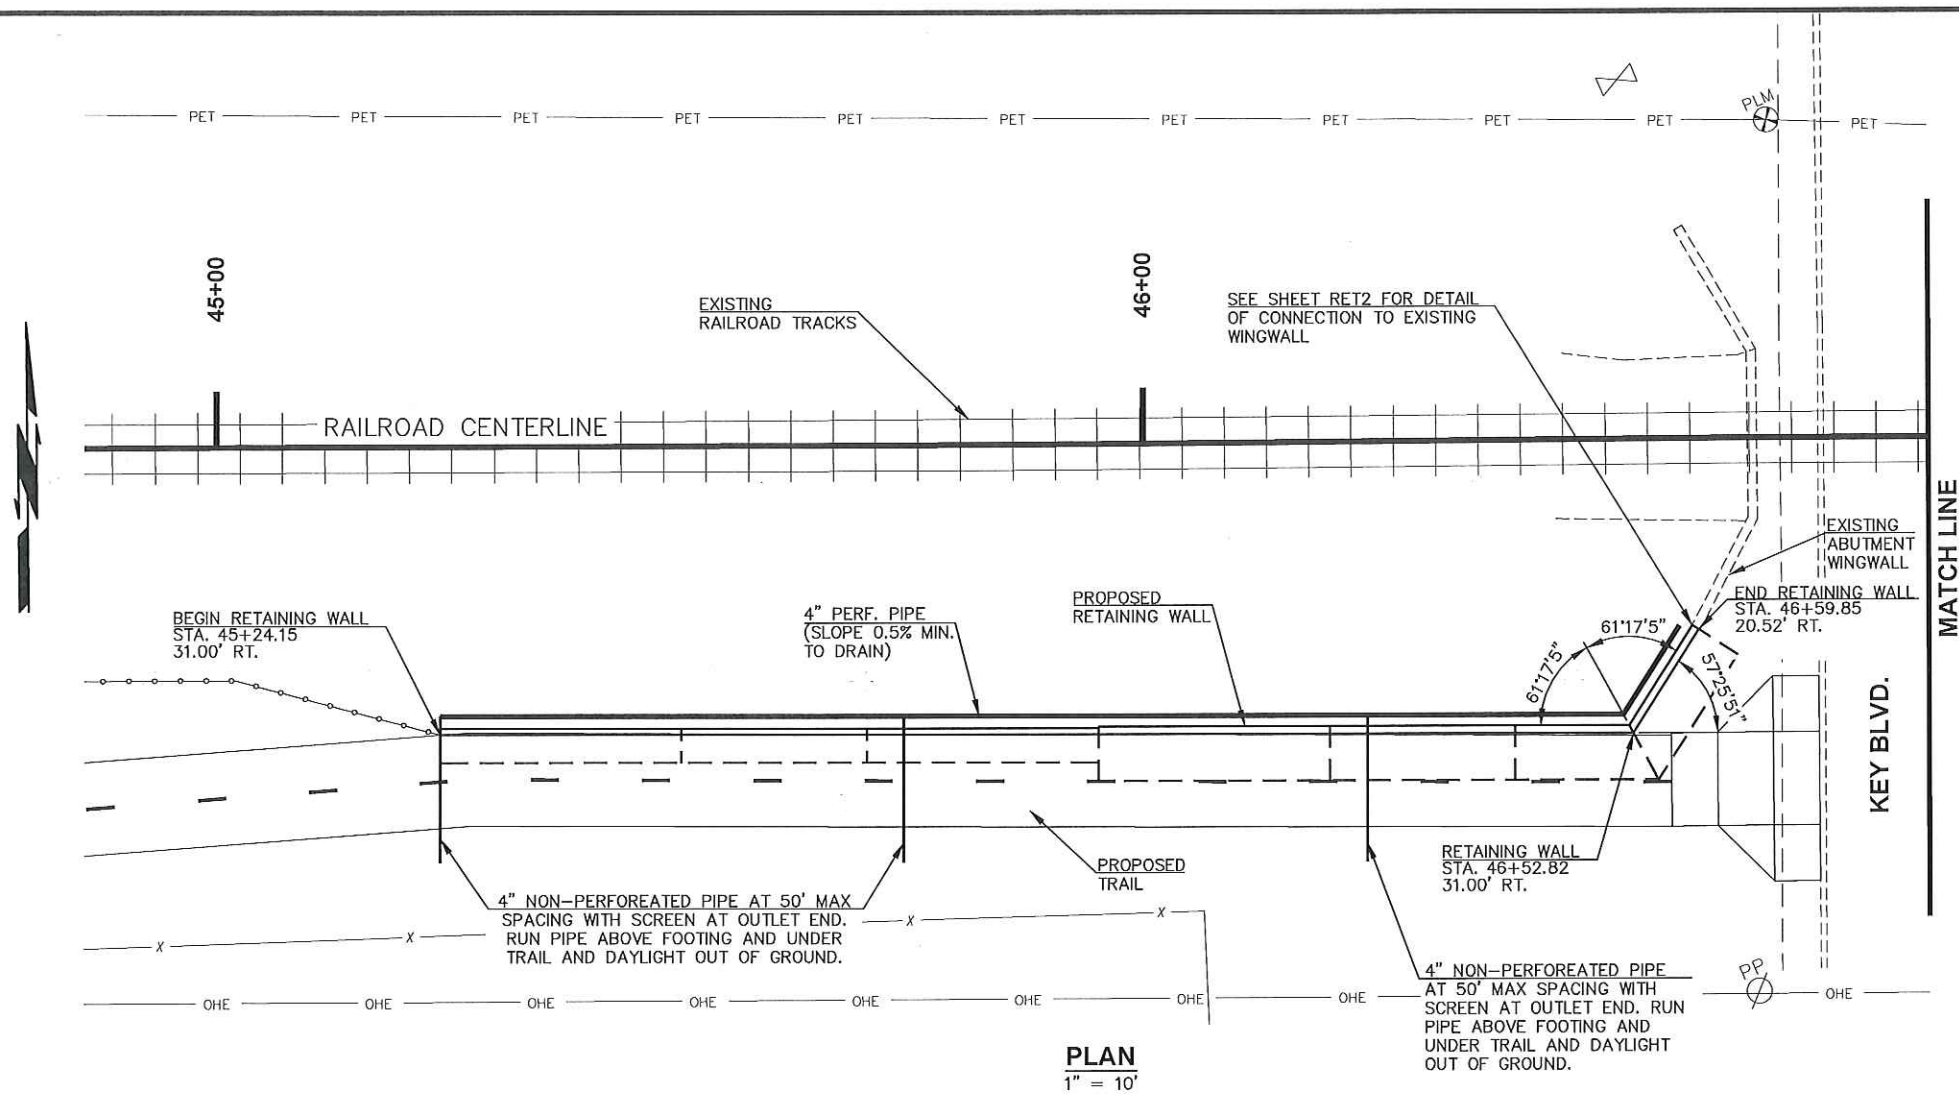 PLM
PET PET PET PET PET PET PET PET PET PET PET
45+00
46+00
EXISTING
RAILROAD TRACKS
SEE SHEET RET2 FOR DETAIL
OF CONNECTION TO EXISTING
WINGWALL
RAILROAD CENTERLINE
N
EXISTING
ABUTMENT
WINGWALL
MATCH LINE
BEGIN RETAINING WALL
STA. 45+24.15
31.00' RT.
4" PERF. PIPE
(SLOPE 0.5% MIN.
TO DRAIN)
PROPOSED
RETAINING WALL
END RETAINING WALL
STA. 46+59.85
20.52' RT.
61°17'5"
61°17'5"
57°25'51"
KEY BLVD.
PROPOSED
TRAIL
RETAINING WALL
STA. 46+52.82
31.00' RT.
4" NON-PERFOREATED PIPE AT 50' MAX
SPACING WITH SCREEN AT OUTLET END.
RUN PIPE ABOVE FOOTING AND UNDER
TRAIL AND DAYLIGHT OUT OF GROUND.
X X X X
4" NON-PERFOREATED PIPE
AT 50' MAX SPACING WITH
SCREEN AT OUTLET END. RUN
PIPE ABOVE FOOTING AND
UNDER TRAIL AND DAYLIGHT
OUT OF GROUND.
PP
OHE OHE OHE OHE OHE OHE OHE OHE OHE
PLAN
1" = 10'